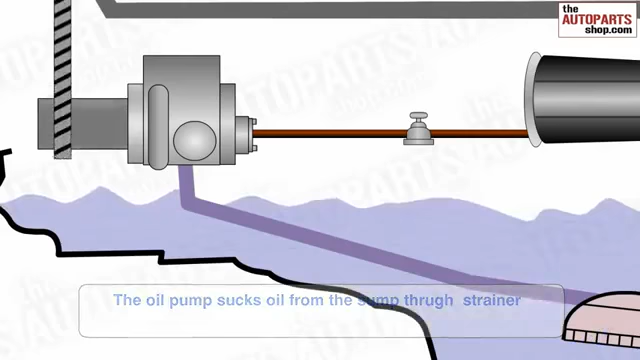 the
AUTOPARTS
shop.com
The oil pump sucks oil from the sump thrugh strainer